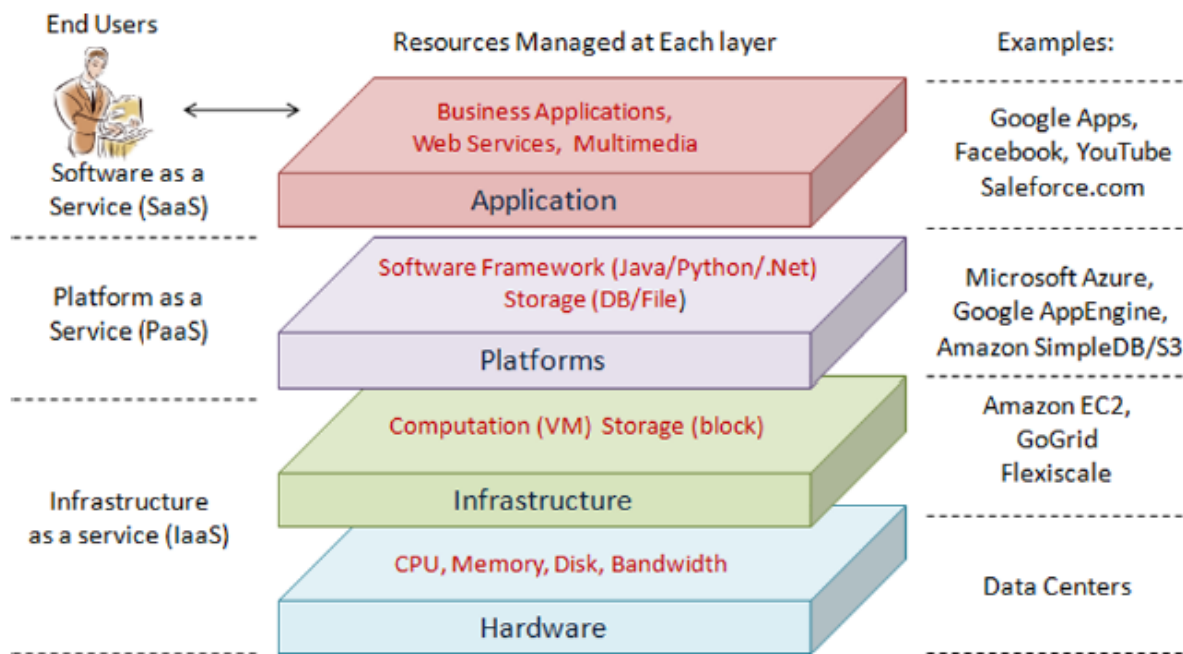 End Users
Resources Managed at Each layer
Examples:
Software as a
Service (SaaS)
Business Applications,
Web Services, Multimedia
Application
Google Apps,
Facebook, YouTube
Saleforce.com
Platform as a
Service (PaaS)
Software Framework (Java/Python/.Net)
Storage (DB/File)
Platforms
Microsoft Azure,
Google AppEngine,
Amazon SimpleDB/S3
Infrastructure
as a service (IaaS)
Computation (VM) Storage (block)
Infrastructure
Amazon EC2,
GoGrid
Flexiscale
CPU, Memory, Disk, Bandwidth
Hardware
Data Centers